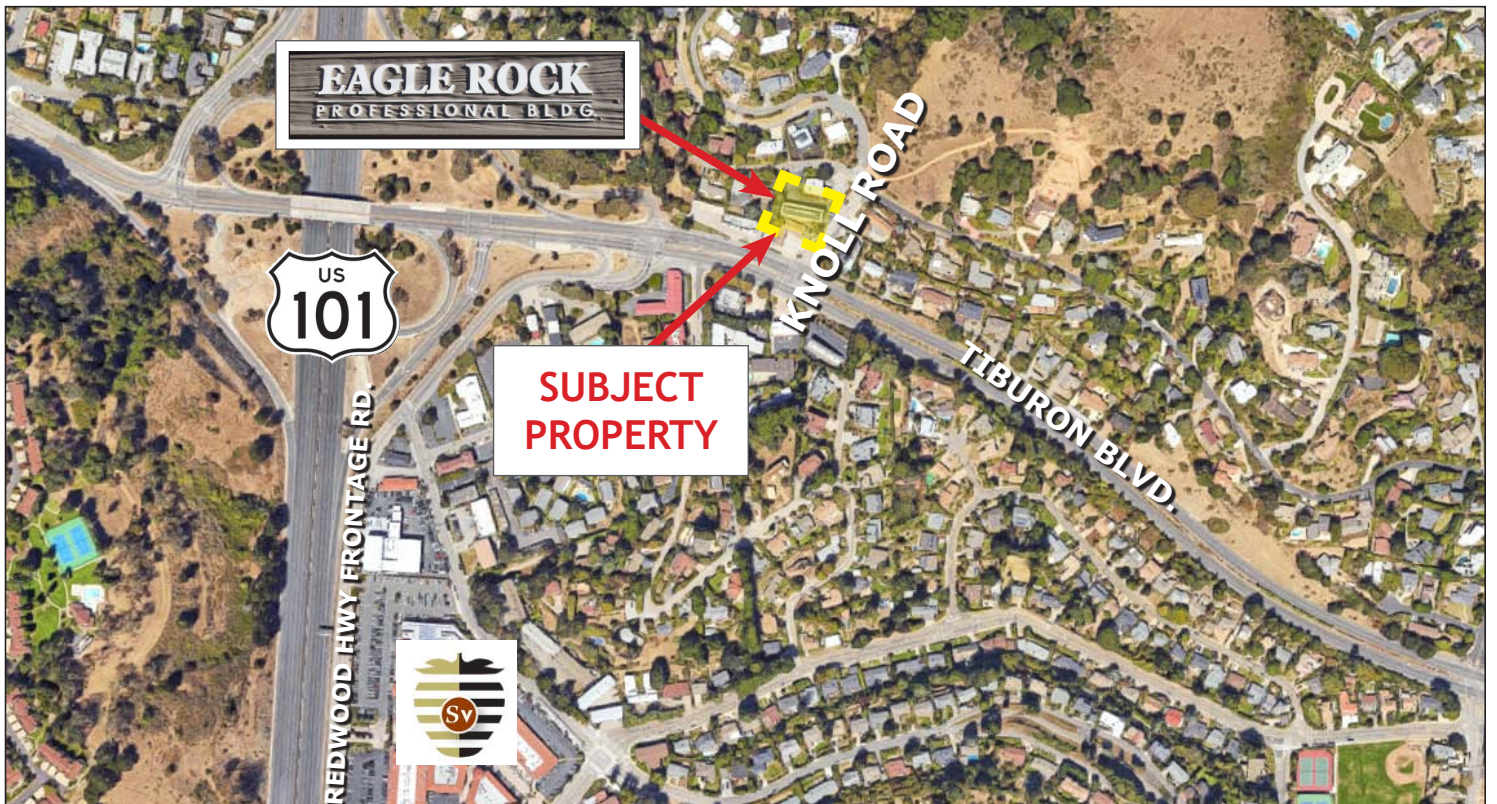 EAGLE ROCK
PROFESSIONAL BLDG.
KNOLL ROAD
US
101
SUBJECT
PROPERTY
TIBURON BLVD.
REDWOOD HWY FRONTAGE RD.
Sv